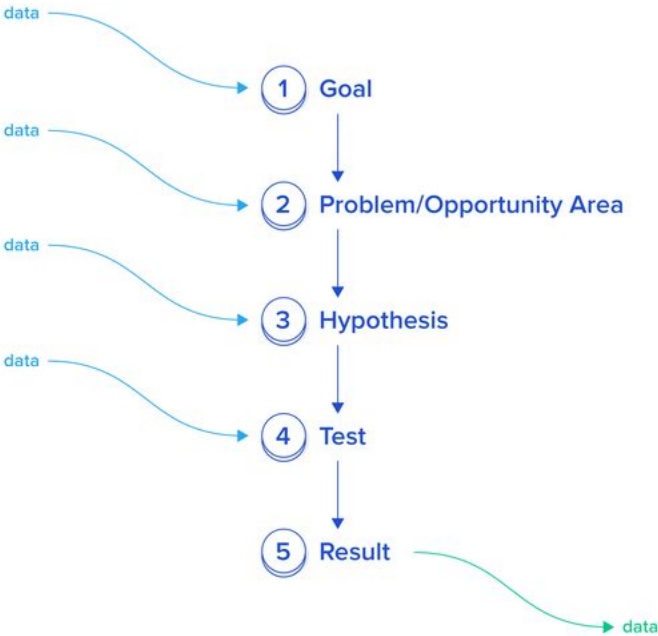 data
1 Goal
data
2 Problem/Opportunity Area
data
3 Hypothesis
data
4 Test
5 Result
data